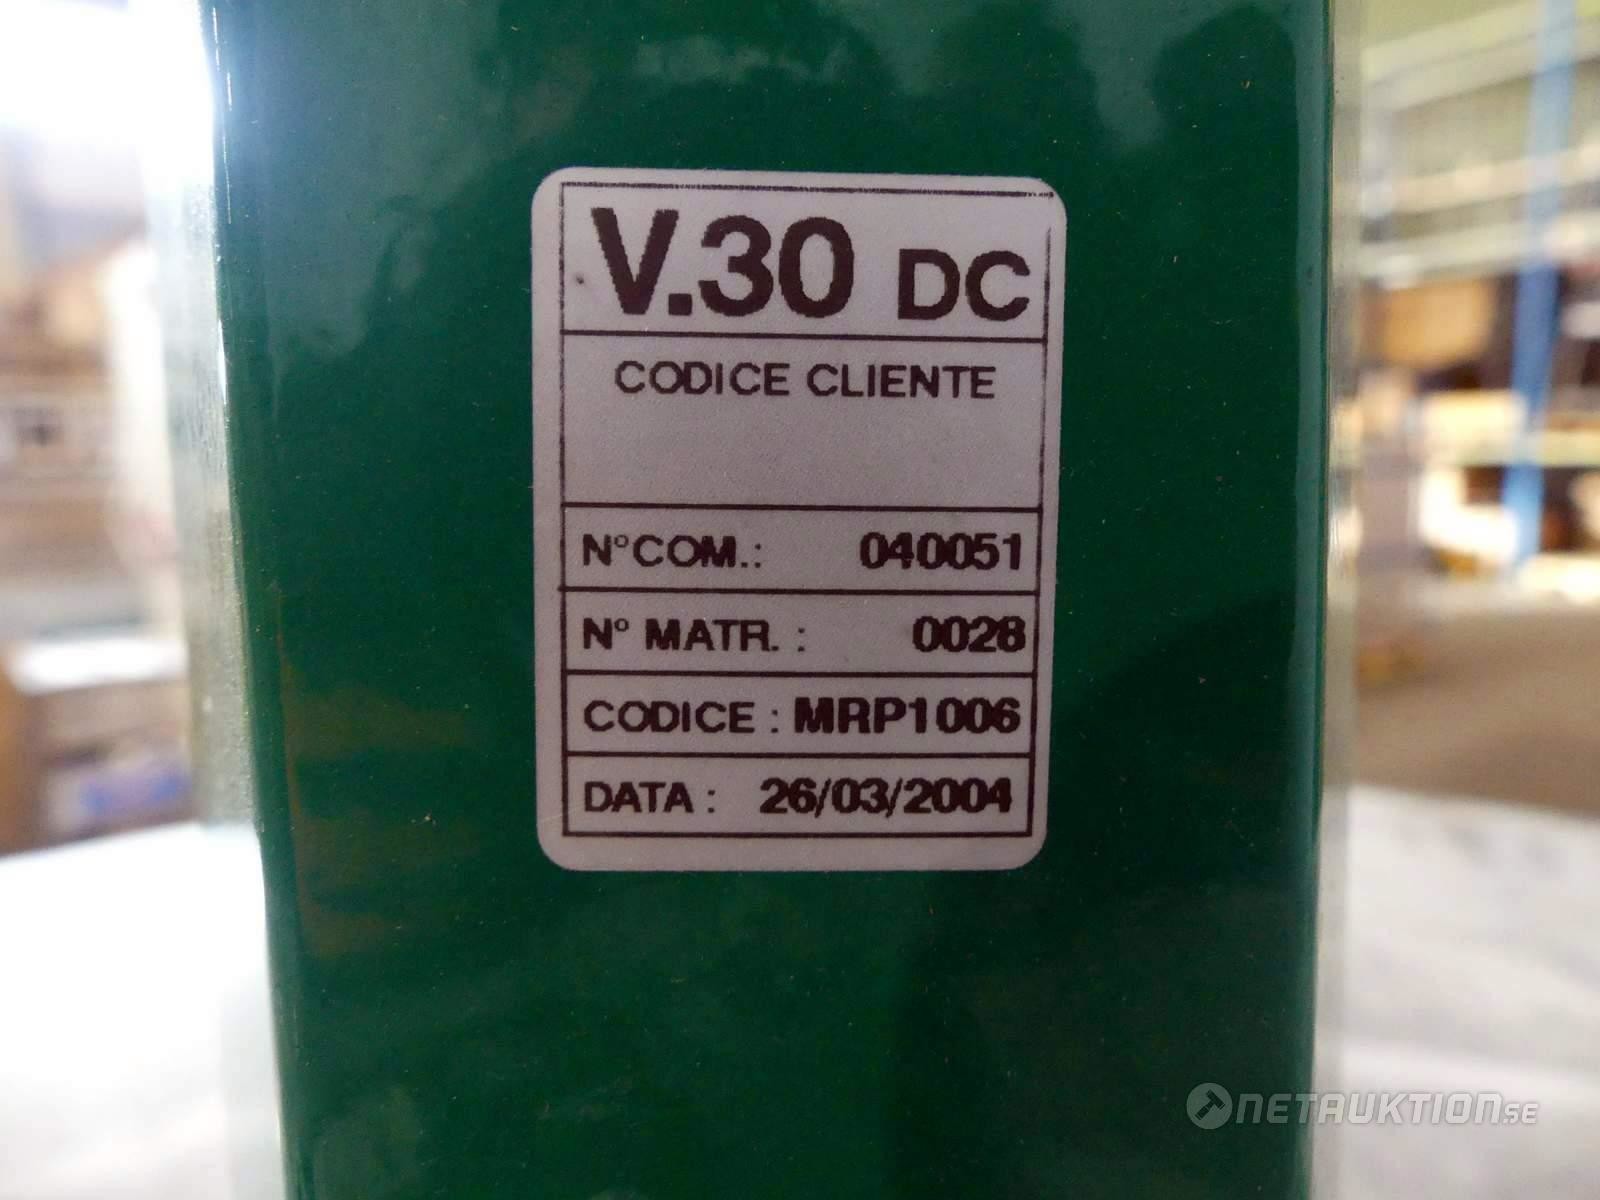 V.30 DC
CODICE CLIENTE
N°COM.: 040051
N° MATR. : 0028
CODICE : MRP1006
DATA : 26/03/2004
NETAUKTION.SE